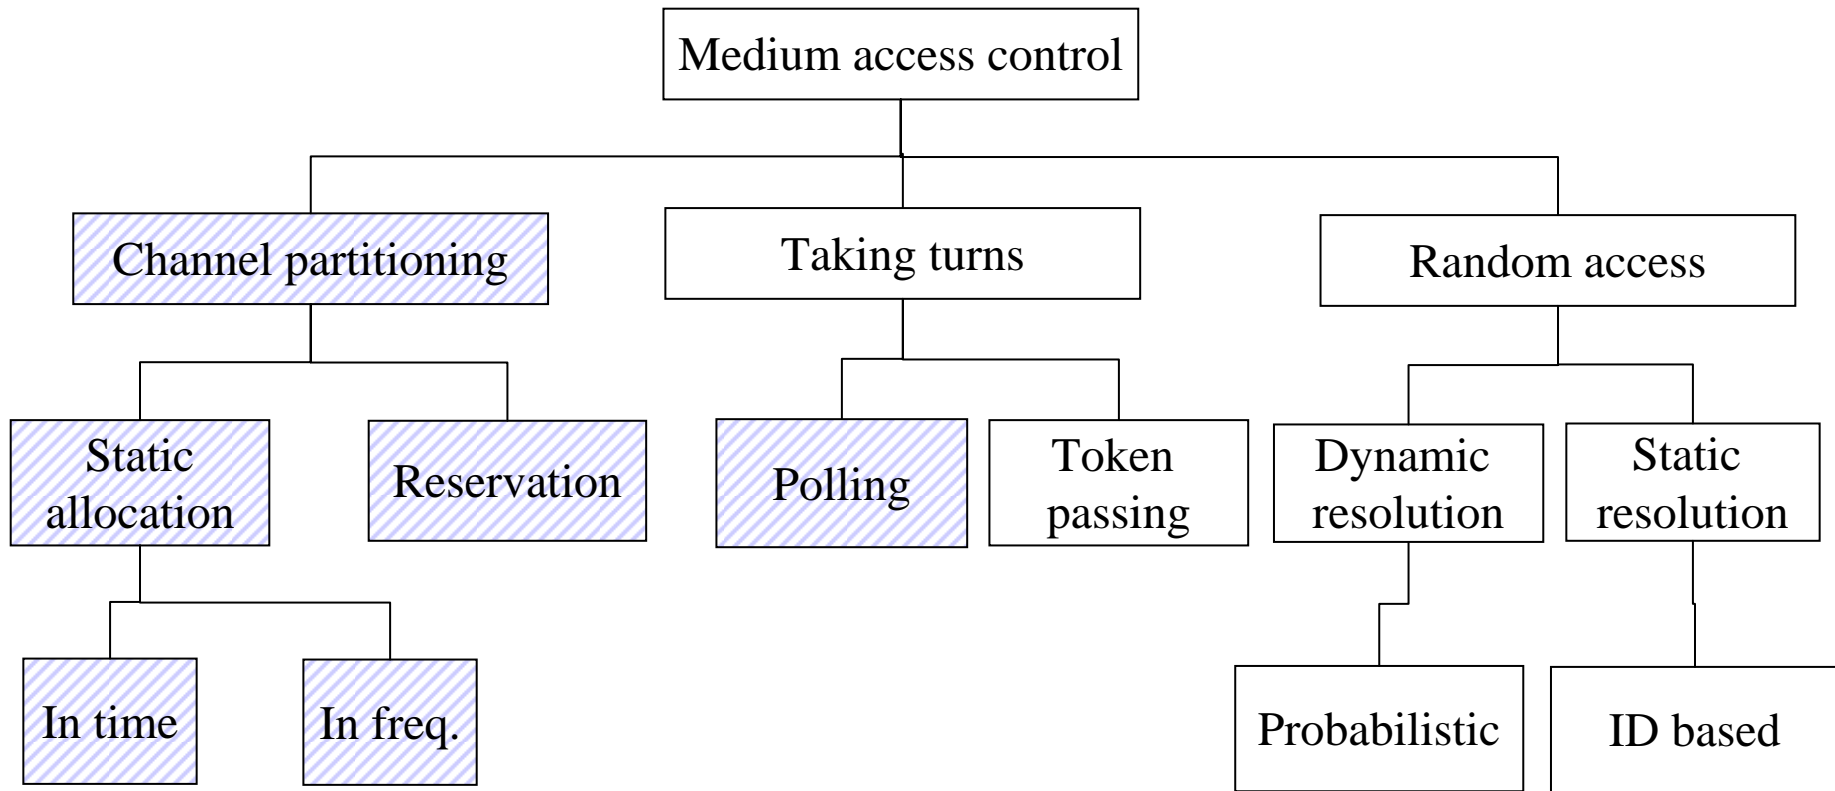 Medium access control
Channel partitioning
Taking turns
Random access
Static
allocation
Reservation
Polling
Token
passing
Dynamic
resolution
Static
resolution
In time
In freq.
Probabilistic
ID based